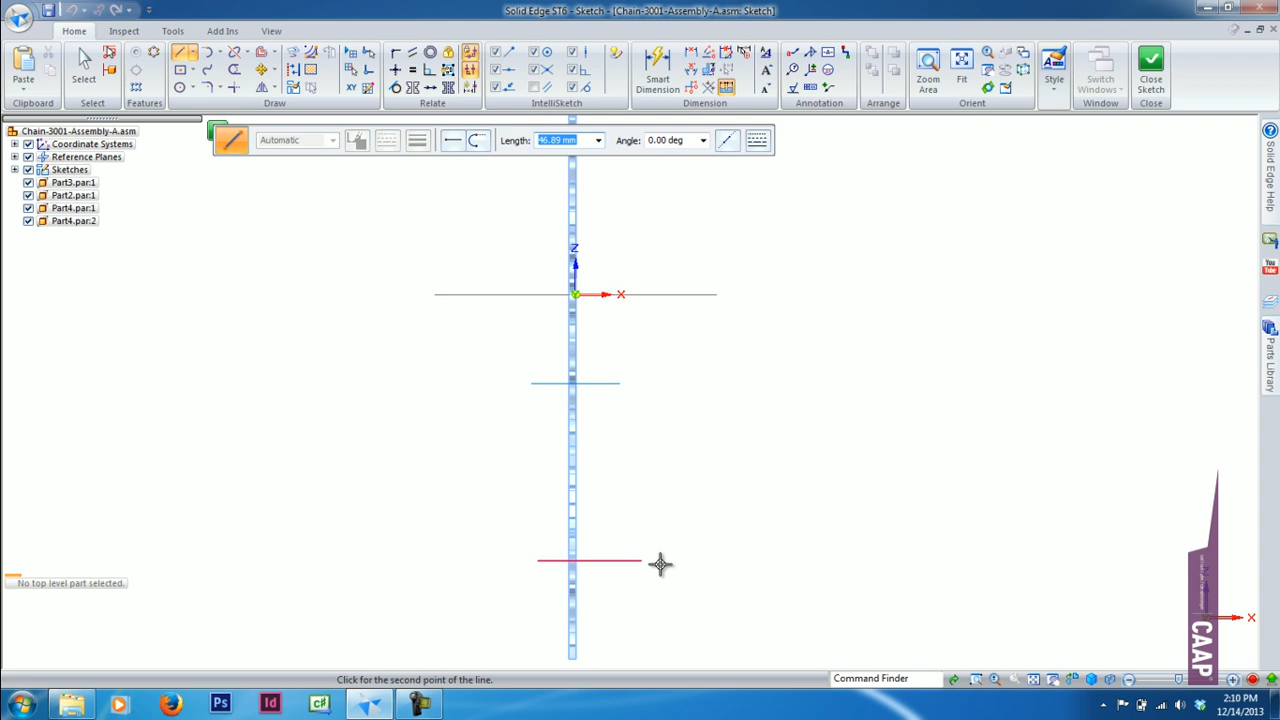 Solid Edge ST6 - Sketch - [Chain-3001-Assembly-A.asm: Sketch]
Home Inspect Tools Add Ins View
Paste Select Smart Dimension Zoom Area Fit Style Switch Windows Close Sketch
Clipboard Select Features Draw Relate IntelliSketch Dimension Annotation Arrange Orient Window Close
Automatic Length: 46.89 mm Angle: 0.00 deg
Chain-3001-Assembly-A.asm
Coordinate Systems
Reference Planes
Sketches
Part3.par:1
Part2.par:1
Part4.par:1
Part4.par:2
Solid Edge Help
You Tube
Parts Library
Z
X
No top level part selected.
X
CAAP
Click for the second point of the line.
Command Finder
Ps Id C#
2:10 PM
12/14/2013